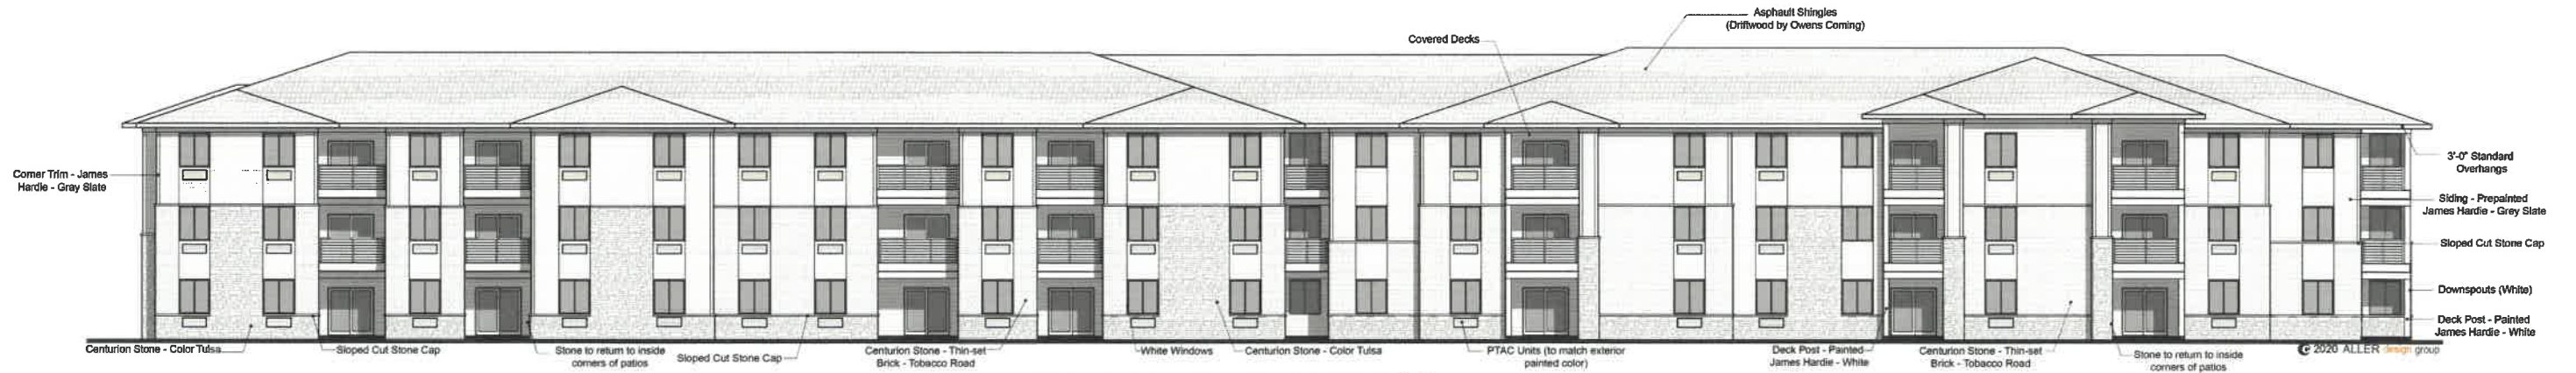 Asphault Shingles
(Driftwood by Owens Corning)
Covered Decks
Corner Trim - James
Hardie - Gray Slate
3'-0" Standard
Overhangs
Siding - Prepainted
James Hardie - Grey Slate
Sloped Cut Stone Cap
Downspouts (White)
Deck Post - Painted
James Hardie - White
Centurion Stone - Color Tulsa
Sloped Cut Stone Cap
Stone to return to inside
corners of patios
Sloped Cut Stone Cap
Centurion Stone - Thin-set
Brick - Tobacco Road
White Windows
Centurion Stone - Color Tulsa
PTAC Units (to match exterior
painted color)
Deck Post - Painted
James Hardie - White
Centurion Stone - Thin-set
Brick - Tobacco Road
Stone to return to inside
corners of patios
© 2020 ALLER design group